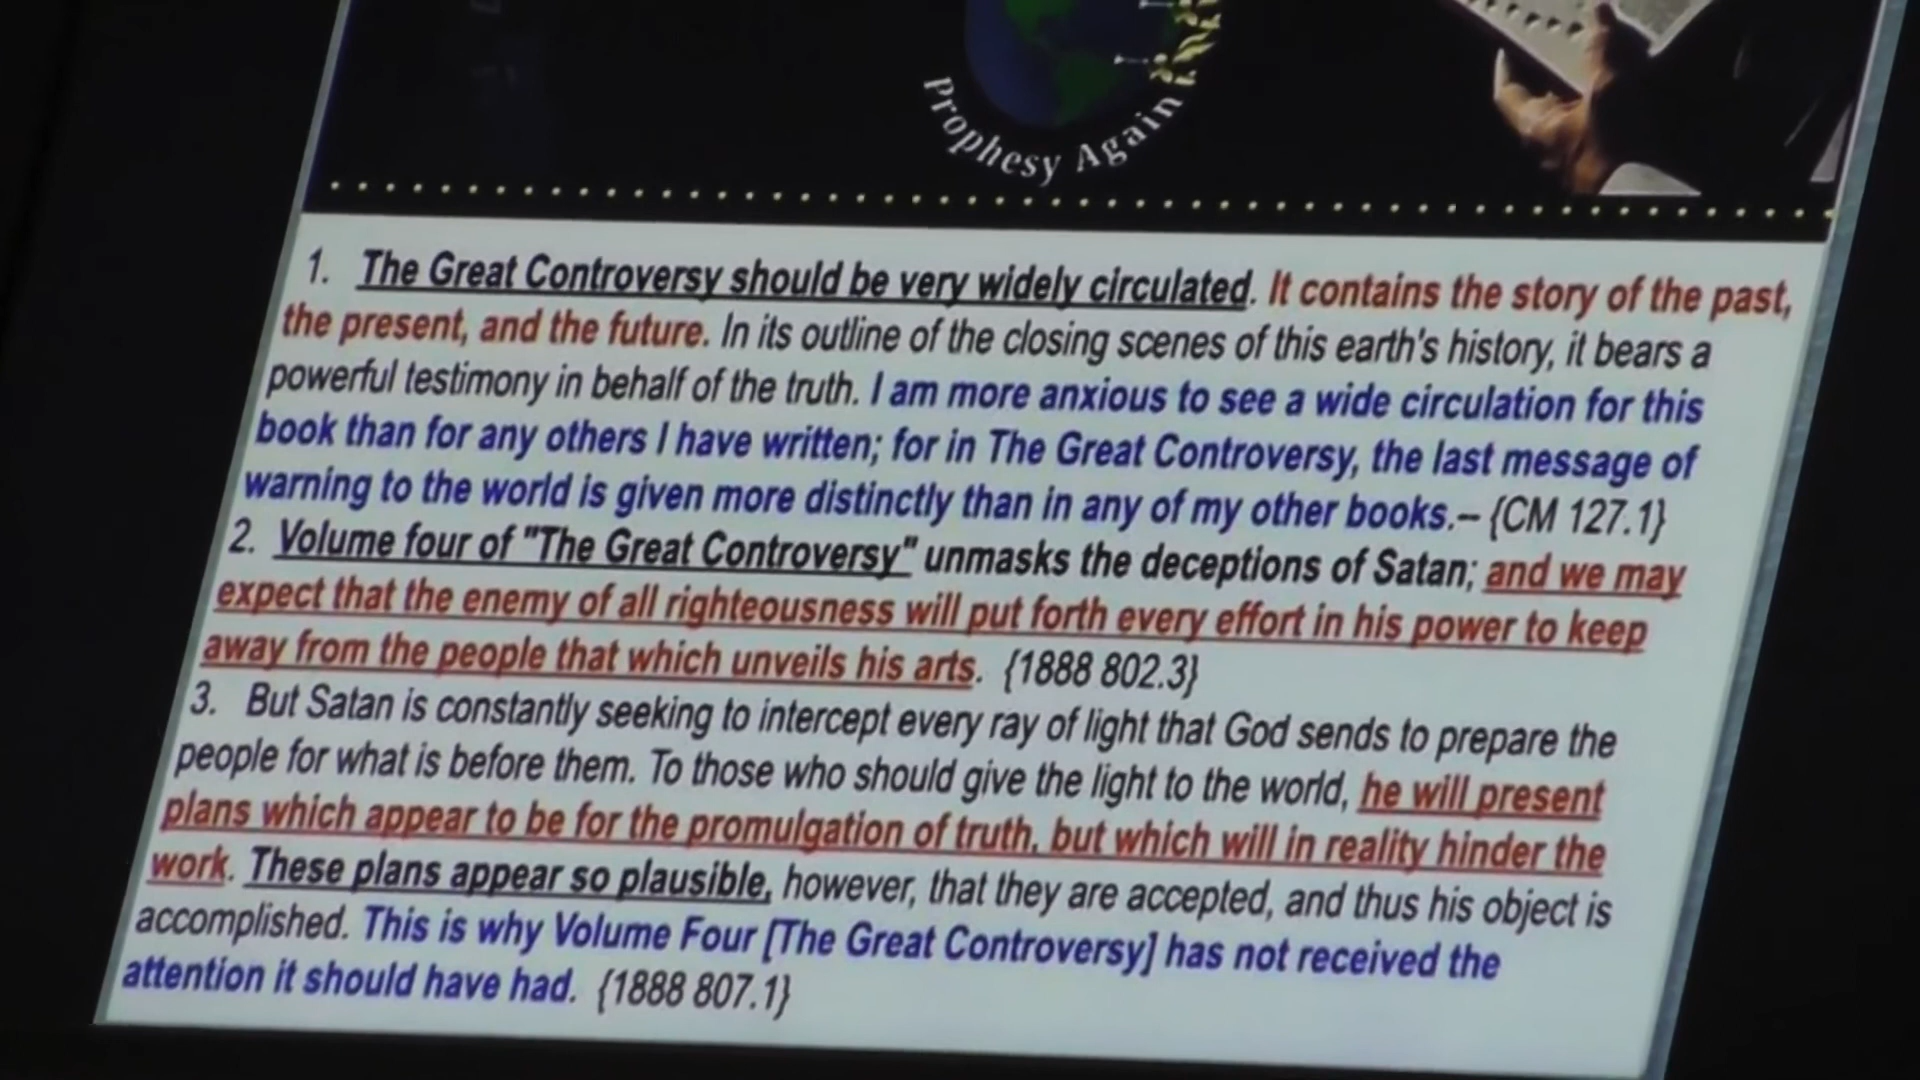 Prophesy Again
1. The Great Controversy should be very widely circulated. It contains the story of the past,
the present, and the future. In its outline of the closing scenes of this earth's history, it bears a
powerful testimony in behalf of the truth. I am more anxious to see a wide circulation for this
book than for any others I have written; for in The Great Controversy, the last message of
warning to the world is given more distinctly than in any of my other books.– {CM 127.1}
2. Volume four of "The Great Controversy" unmasks the deceptions of Satan; and we may
expect that the enemy of all righteousness will put forth every effort in his power to keep
away from the people that which unveils his arts. {1888 802.3}
3. But Satan is constantly seeking to intercept every ray of light that God sends to prepare the
people for what is before them. To those who should give the light to the world, he will present
plans which appear to be for the promulgation of truth, but which will in reality hinder the
work. These plans appear so plausible, however, that they are accepted, and thus his object is
accomplished. This is why Volume Four [The Great Controversy] has not received the
attention it should have had. {1888 807.1}